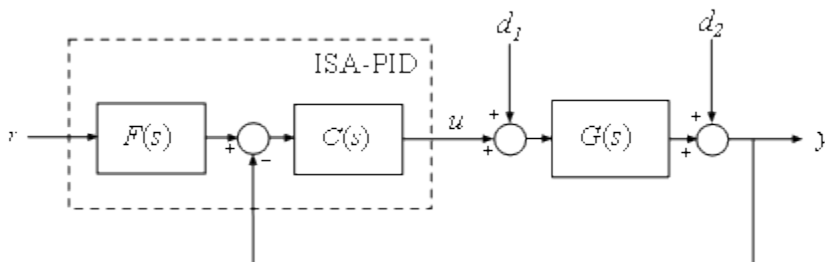 d1 d2
ISA-PID
r F(s) + − C(s) u + + G(s) + + y